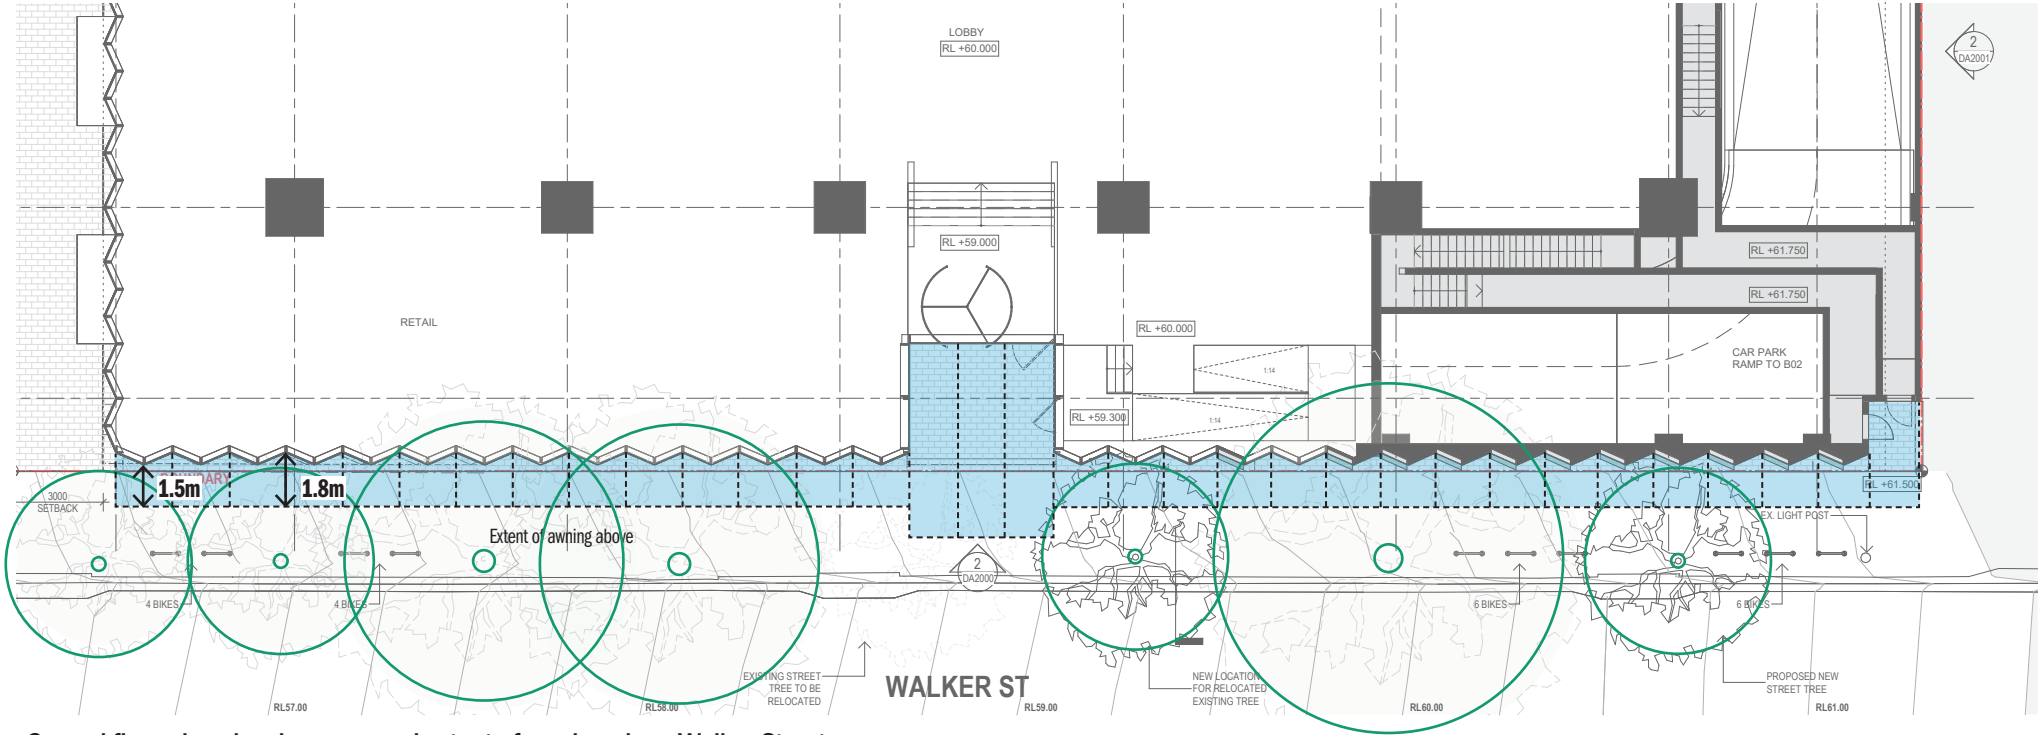 LOBBY
RL +60.000
2
DA2001
RL +59.000
RL +61.750
RL +61.750
RETAIL
RL +60.000
CAR PARK
RAMP TO B02
1:14
RL +59.300
1:14
1.5m
1.8m
3000
SETBACK
RL +61.500
EX. LIGHT POST
Extent of awning above
2
DA2000
4 BIKES
4 BIKES
6 BIKES
6 BIKES
EXISTING STREET
TREE TO BE
RELOCATED
WALKER ST
NEW LOCATION
FOR RELOCATED
EXISTING TREE
PROPOSED NEW
STREET TREE
RL57.00
RL58.00
RL59.00
RL60.00
RL61.00